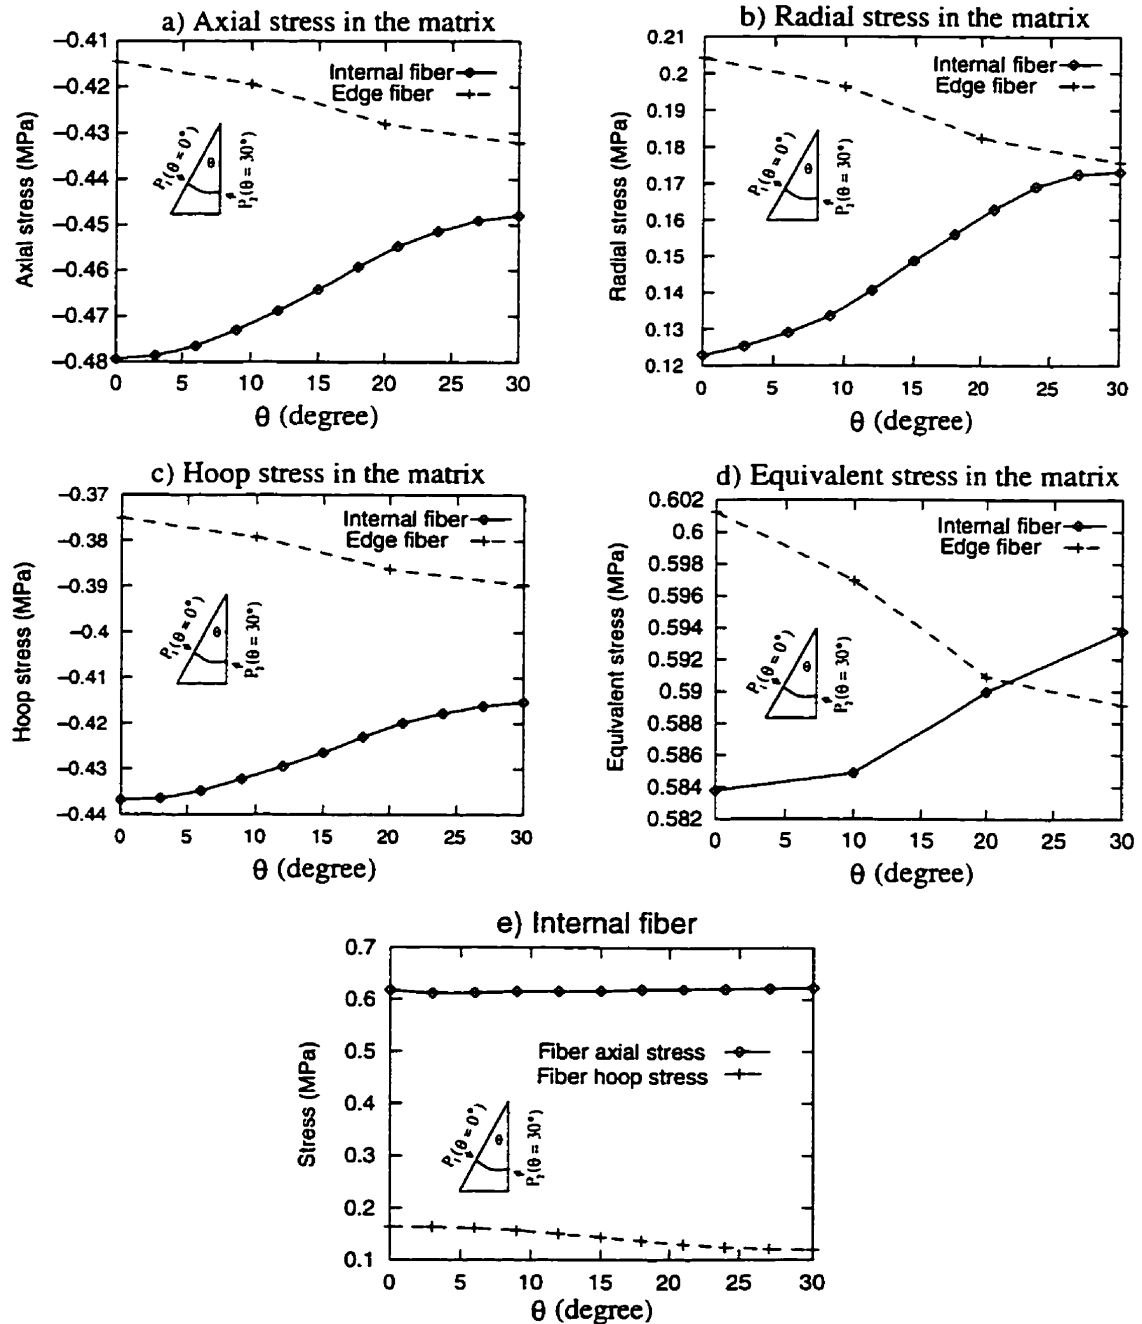 a) Axial stress in the matrix
−0.41
−0.42
−0.43
−0.44
−0.45
−0.46
−0.47
−0.48
Axial stress (MPa)
Internal fiber
Edge fiber
P₁(θ = 0°)
θ
P₂(θ = 30°)
0 5 10 15 20 25 30
θ (degree)
b) Radial stress in the matrix
0.21
0.2
0.19
0.18
0.17
0.16
0.15
0.14
0.13
0.12
Radial stress (MPa)
Internal fiber
Edge fiber
P₁(θ = 0°)
θ
P₂(θ = 30°)
0 5 10 15 20 25 30
θ (degree)
c) Hoop stress in the matrix
−0.37
−0.38
−0.39
−0.4
−0.41
−0.42
−0.43
−0.44
Hoop stress (MPa)
Internal fiber
Edge fiber
P₁(θ = 0°)
θ
P₂(θ = 30°)
0 5 10 15 20 25 30
θ (degree)
d) Equivalent stress in the matrix
0.602
0.6
0.598
0.596
0.594
0.592
0.59
0.588
0.586
0.584
0.582
Equivalent stress (MPa)
Internal fiber
Edge fiber
P₁(θ = 0°)
θ
P₂(θ = 30°)
0 5 10 15 20 25 30
θ (degree)
e) Internal fiber
0.7
0.6
0.5
0.4
0.3
0.2
0.1
Stress (MPa)
Fiber axial stress
Fiber hoop stress
P₁(θ = 0°)
θ
P₂(θ = 30°)
0 5 10 15 20 25 30
θ (degree)